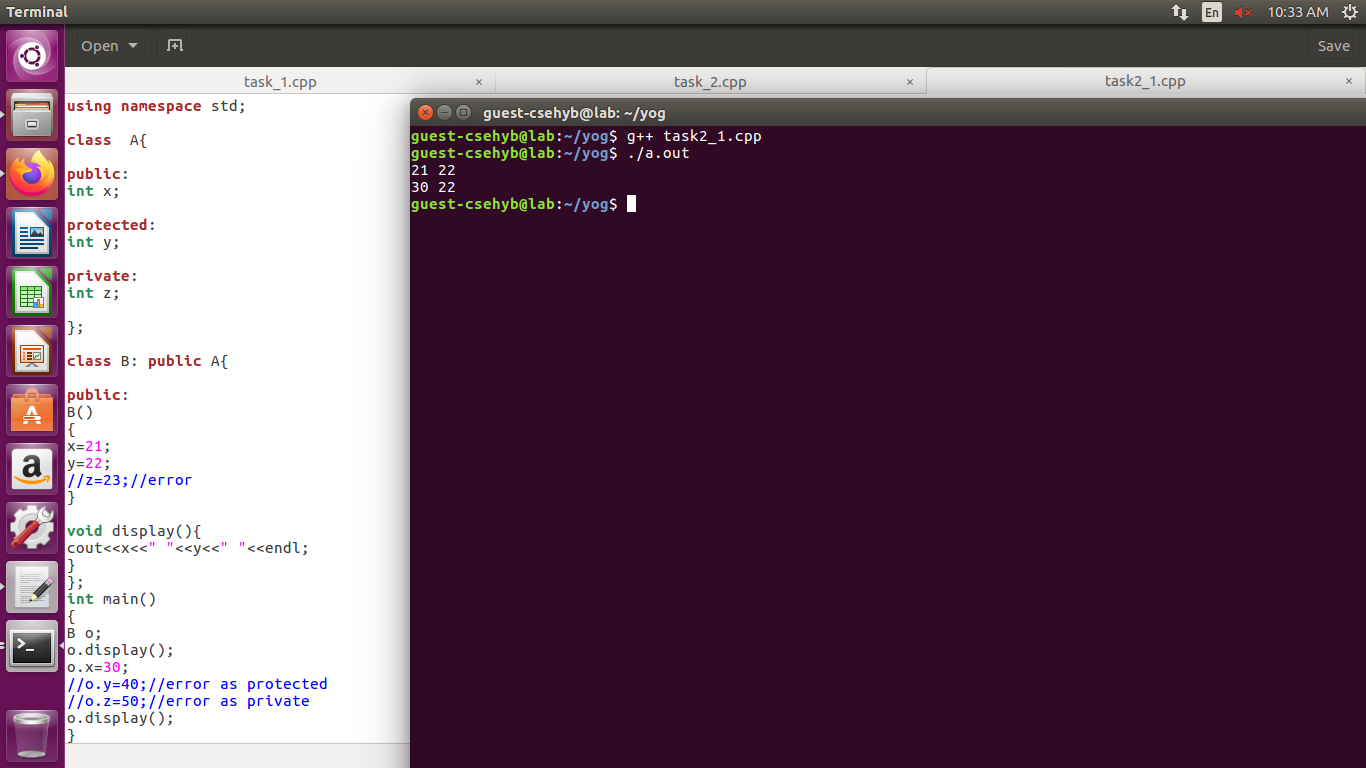 Terminal
En
10:33 AM
Open
Save
task_1.cpp ×
task_2.cpp ×
task2_1.cpp ×
using namespace std;
class  A{
public:
int x;
protected:
int y;
private:
int z;
};
class B: public A{
public:
B()
{
x=21;
y=22;
//z=23;//error
}
void display(){
cout<<x<<" "<<y<<" "<<endl;
}
};
int main()
{
B o;
o.display();
o.x=30;
//o.y=40;//error as protected
//o.z=50;//error as private
o.display();
}
guest-csehyb@lab: ~/yog
guest-csehyb@lab:~/yog$ g++ task2_1.cpp
guest-csehyb@lab:~/yog$ ./a.out
21 22
30 22
guest-csehyb@lab:~/yog$